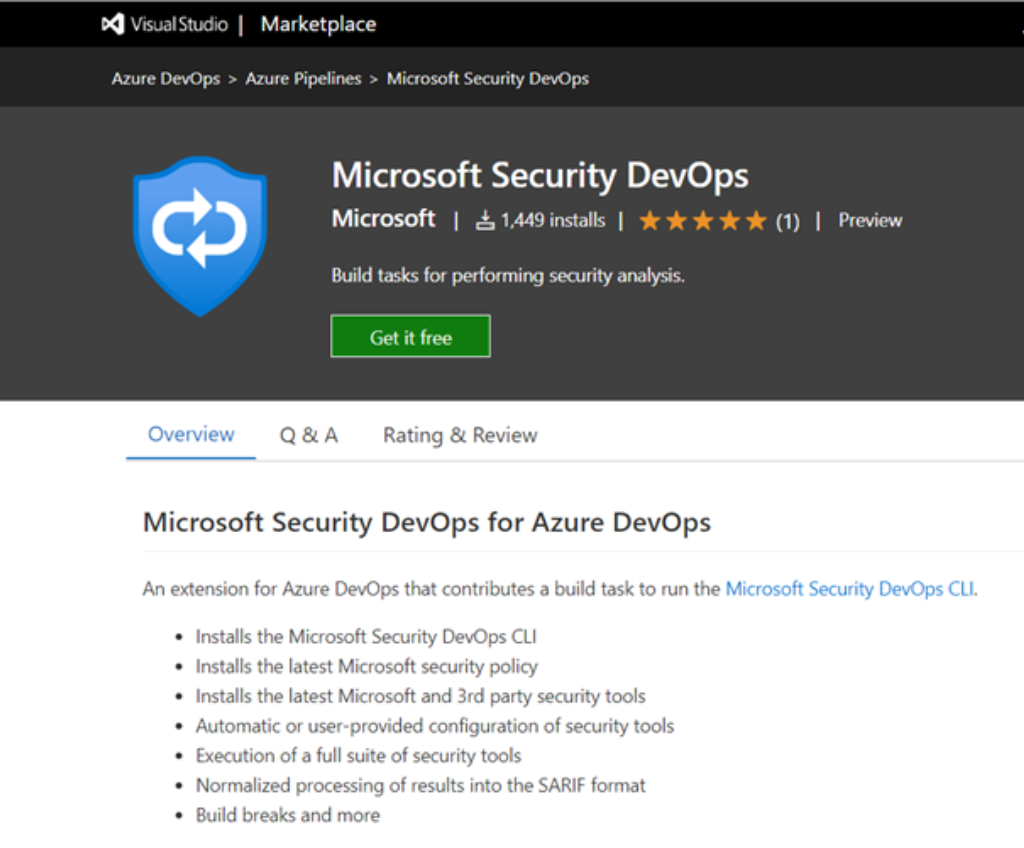 Visual Studio | Marketplace
Azure DevOps > Azure Pipelines > Microsoft Security DevOps
Microsoft Security DevOps
Microsoft | 1,449 installs | ★★★★★ (1) | Preview
Build tasks for performing security analysis.
Get it free
Overview Q & A Rating & Review
Microsoft Security DevOps for Azure DevOps
An extension for Azure DevOps that contributes a build task to run the Microsoft Security DevOps CLI.
• Installs the Microsoft Security DevOps CLI
• Installs the latest Microsoft security policy
• Installs the latest Microsoft and 3rd party security tools
• Automatic or user-provided configuration of security tools
• Execution of a full suite of security tools
• Normalized processing of results into the SARIF format
• Build breaks and more